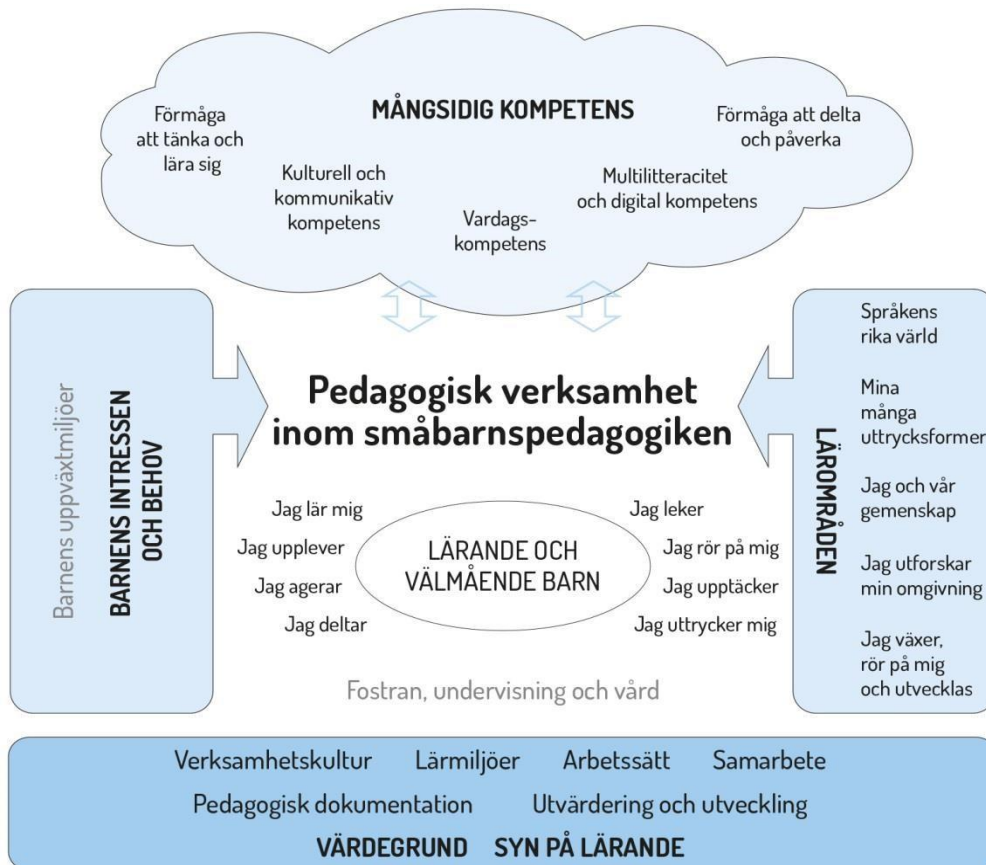 MÅNGSIDIG KOMPETENS
Förmåga
att tänka och
lära sig
Kulturell och
kommunikativ
kompetens
Vardags-
kompetens
Multilitteracitet
och digital kompetens
Förmåga att delta
och påverka
Barnens uppväxtmiljöer
BARNENS INTRESSEN
OCH BEHOV
Pedagogisk verksamhet
inom småbarnspedagogiken
Jag lär mig
Jag upplever
Jag agerar
Jag deltar
LÄRANDE OCH
VÄLMÅENDE BARN
Jag leker
Jag rör på mig
Jag upptäcker
Jag uttrycker mig
Fostran, undervisning och vård
LÄROMRÅDEN
Språkens
rika värld
Mina
många
uttrycksformer
Jag och vår
gemenskap
Jag utforskar
min omgivning
Jag växer,
rör på mig
och utvecklas
Verksamhetskultur Lärmiljöer Arbetssätt Samarbete
Pedagogisk dokumentation Utvärdering och utveckling
VÄRDEGRUND SYN PÅ LÄRANDE